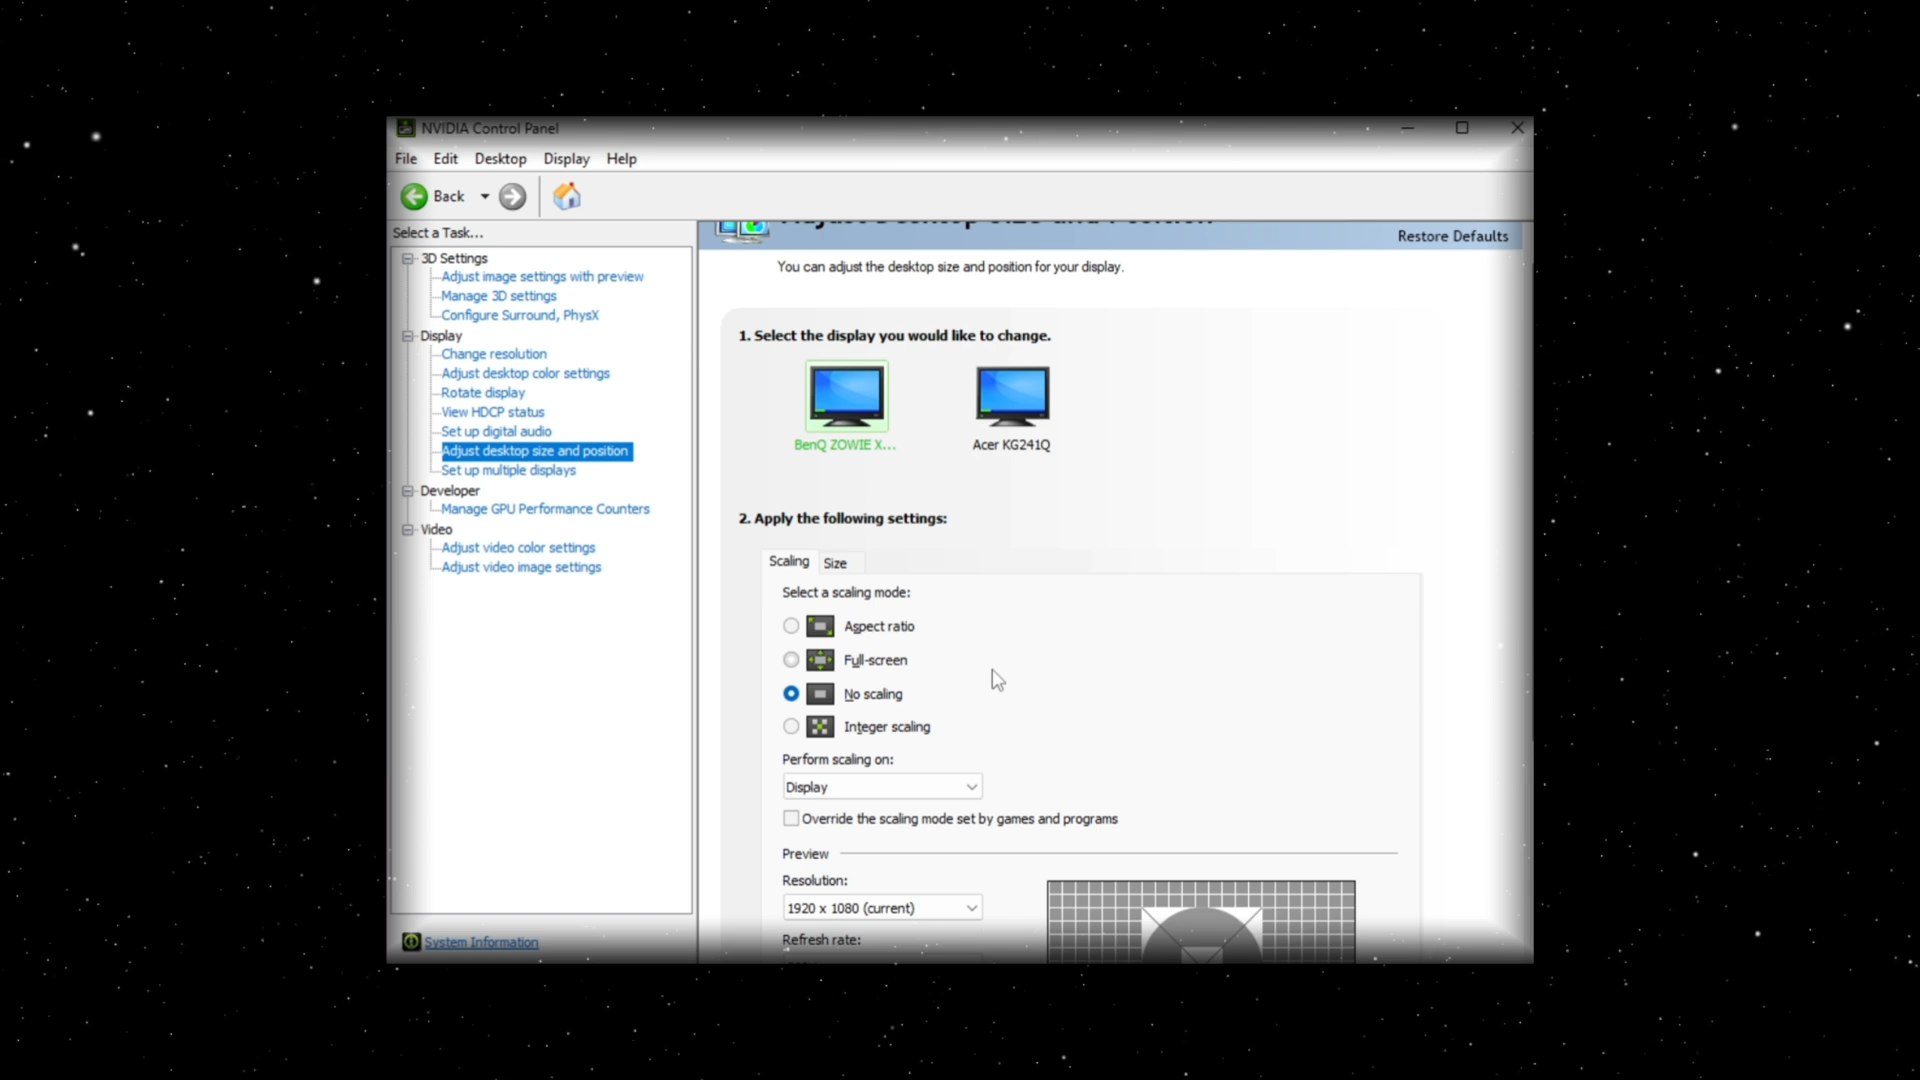 NVIDIA Control Panel
File Edit Desktop Display Help
Back
Select a Task...
3D Settings
Adjust image settings with preview
Manage 3D settings
Configure Surround, PhysX
Display
Change resolution
Adjust desktop color settings
Rotate display
View HDCP status
Set up digital audio
Adjust desktop size and position
Set up multiple displays
Developer
Manage GPU Performance Counters
Video
Adjust video color settings
Adjust video image settings
System Information
Adjust Desktop Size and Position
Restore Defaults
You can adjust the desktop size and position for your display.
1. Select the display you would like to change.
BenQ ZOWIE X...
Acer KG241Q
2. Apply the following settings:
Scaling Size
Select a scaling mode:
Aspect ratio
Full-screen
No scaling
Integer scaling
Perform scaling on:
Display
Override the scaling mode set by games and programs
Preview
Resolution:
1920 x 1080 (current)
Refresh rate: